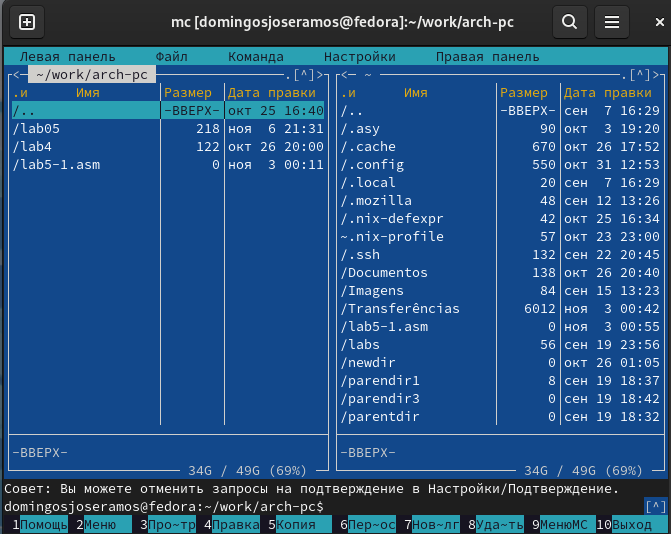 mc [domingosjoseramos@fedora]:~/work/arch-pc
Левая панель Файл Команда Настройки Правая панель
<─ ~/work/arch-pc .[^]>
.и Имя Размер Дата правки
/.. -ВВЕРХ- окт 25 16:40
/lab05 218 ноя 6 21:31
/lab4 122 окт 26 20:00
/lab5-1.asm 0 ноя 3 00:11
-ВВЕРХ-
34G / 49G (69%)
<─ ~ .[^]>
.и Имя Размер Дата правки
/.. -ВВЕРХ- сен 7 16:29
/.asy 90 окт 3 19:20
/.cache 670 окт 26 17:52
/.config 550 окт 31 12:53
/.local 20 сен 7 16:29
/.mozilla 48 сен 12 13:26
/.nix-defexpr 42 окт 25 16:34
~.nix-profile 57 окт 23 23:00
/.ssh 132 сен 22 20:45
/Documentos 138 окт 26 20:40
/Imagens 84 сен 15 13:23
/Transferências 6012 ноя 3 00:42
/lab5-1.asm 0 ноя 3 00:55
/labs 56 сен 19 23:56
/newdir 0 окт 26 01:05
/parendir1 8 сен 19 18:37
/parendir3 0 сен 19 18:42
/parentdir 0 сен 19 18:32
-ВВЕРХ-
34G / 49G (69%)
Совет: Вы можете отменить запросы на подтверждение в Настройки/Подтверждение.
domingosjoseramos@fedora:~/work/arch-pc$ [^]
1Помощь 2Меню 3Про~тр 4Правка 5Копия 6Пер~ос 7Нов~лг 8Уда~ть 9МенюMC 10Выход